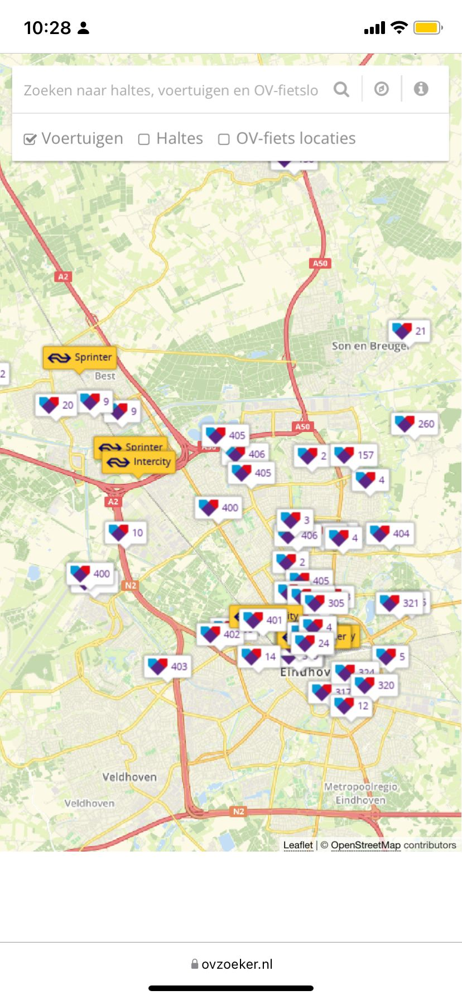 10:28
Zoeken naar haltes, voertuigen en OV-fietslo
Voertuigen Haltes OV-fiets locaties
A50
A2
21
Son en Breugel
Sprinter
2
Best
20
9
9
A50
260
405
Sprinter
406
2
157
Intercity
405
4
A2
400
3
10
406
4
404
2
400
405
N2
305
321
401
4
402
24
14
5
403
Eindhov
324
320
317
12
Veldhoven
Metropoolregio
Eindhoven
Veldhoven
N2
Leaflet | © OpenStreetMap contributors
ovzoeker.nl